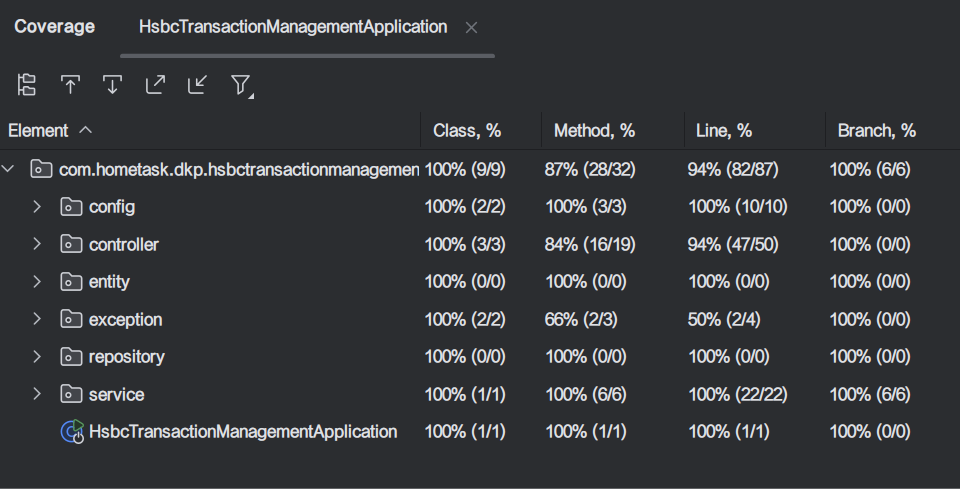 Coverage HsbcTransactionManagementApplication
Element Class, % Method, % Line, % Branch, %
com.hometask.dkp.hsbctransactionmanagemen 100% (9/9) 87% (28/32) 94% (82/87) 100% (6/6)
config 100% (2/2) 100% (3/3) 100% (10/10) 100% (0/0)
controller 100% (3/3) 84% (16/19) 94% (47/50) 100% (0/0)
entity 100% (0/0) 100% (0/0) 100% (0/0) 100% (0/0)
exception 100% (2/2) 66% (2/3) 50% (2/4) 100% (0/0)
repository 100% (0/0) 100% (0/0) 100% (0/0) 100% (0/0)
service 100% (1/1) 100% (6/6) 100% (22/22) 100% (6/6)
HsbcTransactionManagementApplication 100% (1/1) 100% (1/1) 100% (1/1) 100% (0/0)